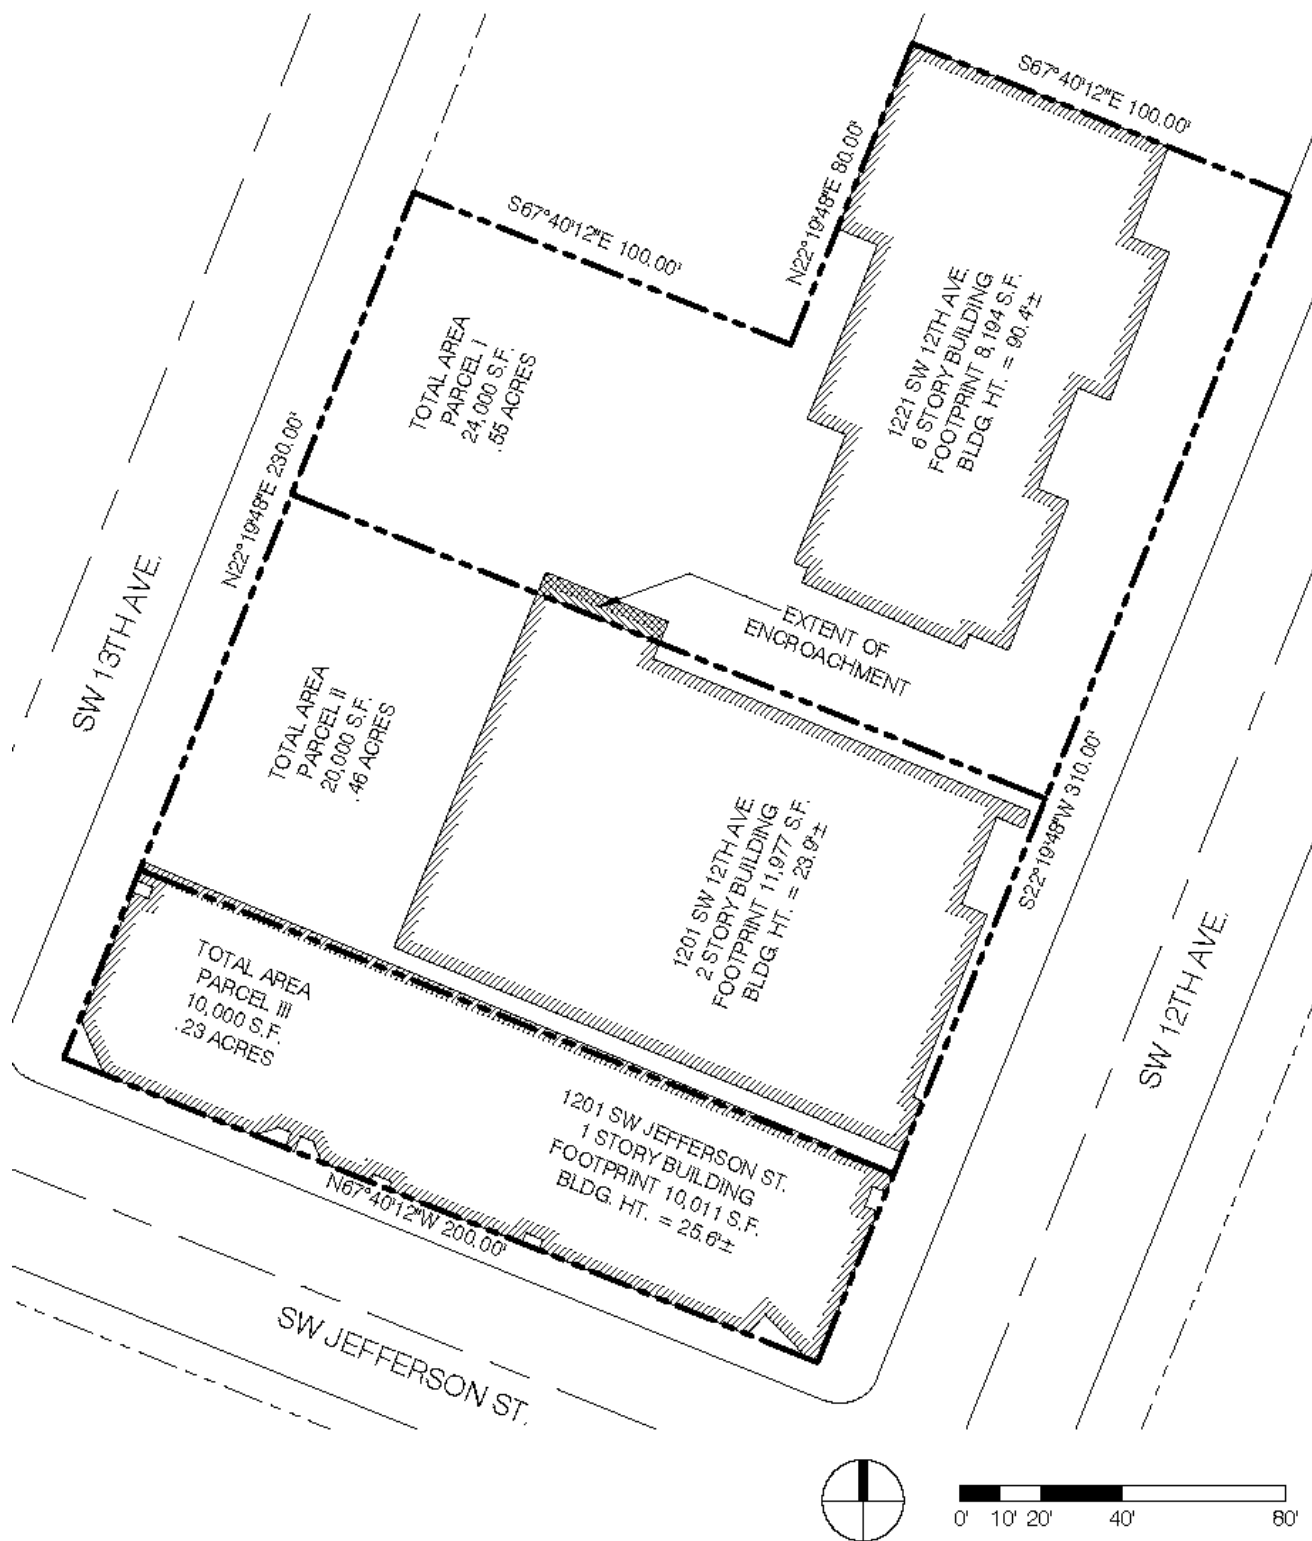 S67°40'12"E 100.00'
N22°19'48"E 80.00'
S67°40'12"E 100.00'
1221 SW 12TH AVE.
6 STORY BUILDING
FOOTPRINT 8,194 S.F.
BLDG. HT. = 90.4'±
TOTAL AREA
PARCEL I
24,000 S.F.
.55 ACRES
N22°19'48"E 230.00'
SW 13TH AVE.
EXTENT OF
ENCROACHMENT
TOTAL AREA
PARCEL II
20,000 S.F.
.46 ACRES
1201 SW 12TH AVE.
2 STORY BUILDING
FOOTPRINT 11,977 S.F.
BLDG. HT. = 23.9'±
S22°19'48"W 310.00'
SW 12TH AVE.
TOTAL AREA
PARCEL III
10,000 S.F.
.23 ACRES
1201 SW JEFFERSON ST.
1 STORY BUILDING
FOOTPRINT 10,011 S.F.
BLDG. HT. = 25.6'±
N67°40'12"W 200.00'
SW JEFFERSON ST.
0' 10' 20' 40' 80'